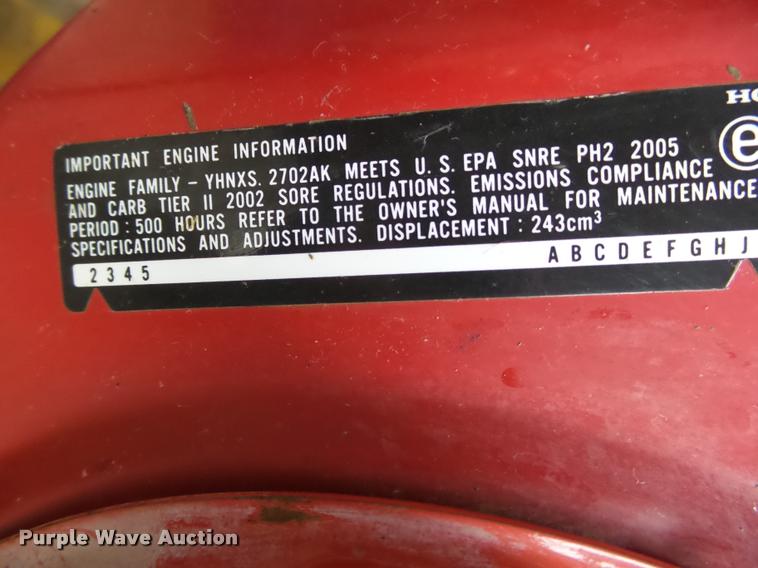 HO
e
IMPORTANT ENGINE INFORMATION
ENGINE FAMILY - YHNXS. 2702AK MEETS U. S. EPA SNRE PH2 2005
AND CARB TIER II 2002 SORE REGULATIONS. EMISSIONS COMPLIANCE
PERIOD : 500 HOURS REFER TO THE OWNER'S MANUAL FOR MAINTENANCE
SPECIFICATIONS AND ADJUSTMENTS. DISPLACEMENT : 243cm³
2 3 4 5 A B C D E F G H J
Purple Wave Auction